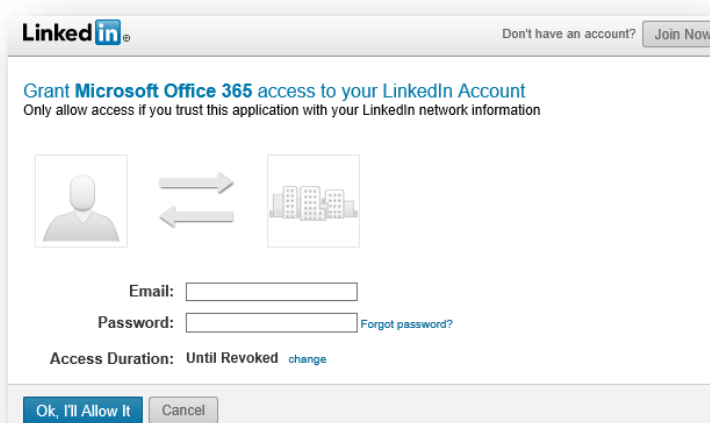 Linked in ®
Don't have an account? Join Now
Grant Microsoft Office 365 access to your LinkedIn Account
Only allow access if you trust this application with your LinkedIn network information
Email:
Password: Forgot password?
Access Duration: Until Revoked change
Ok, I'll Allow It Cancel